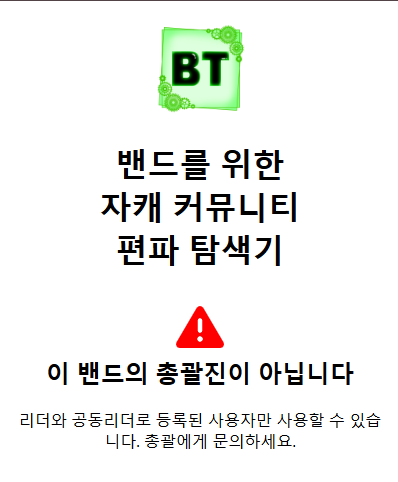 BT
밴드를 위한
자캐 커뮤니티
편파 탐색기
이 밴드의 총괄진이 아닙니다
리더와 공동리더로 등록된 사용자만 사용할 수 있습
니다. 총괄에게 문의하세요.